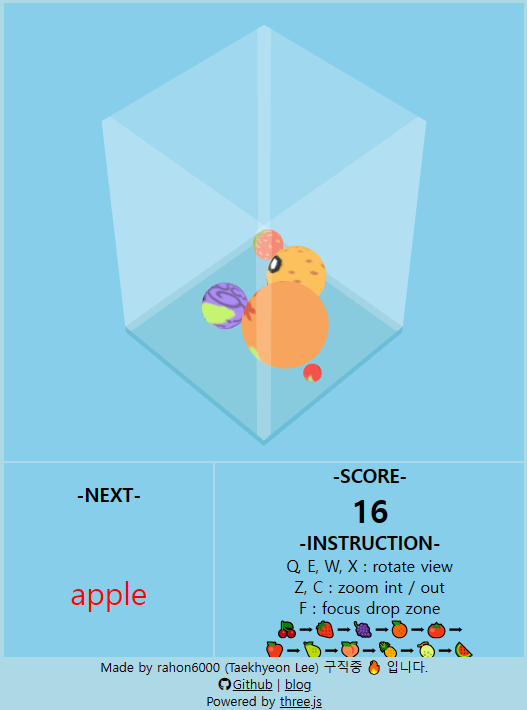 -NEXT-
apple
-SCORE-
16
-INSTRUCTION-
Q, E, W, X : rotate view
Z, C : zoom int / out
F : focus drop zone
🍒➞🍓➞🍇➞🍊➞🍅➞
🍎➞🍐➞🍑➞🍍➞🍈➞🍉
Made by rahon6000 (Taekhyeon Lee) 구직중 🔥 입니다.
Github | blog
Powered by three.js